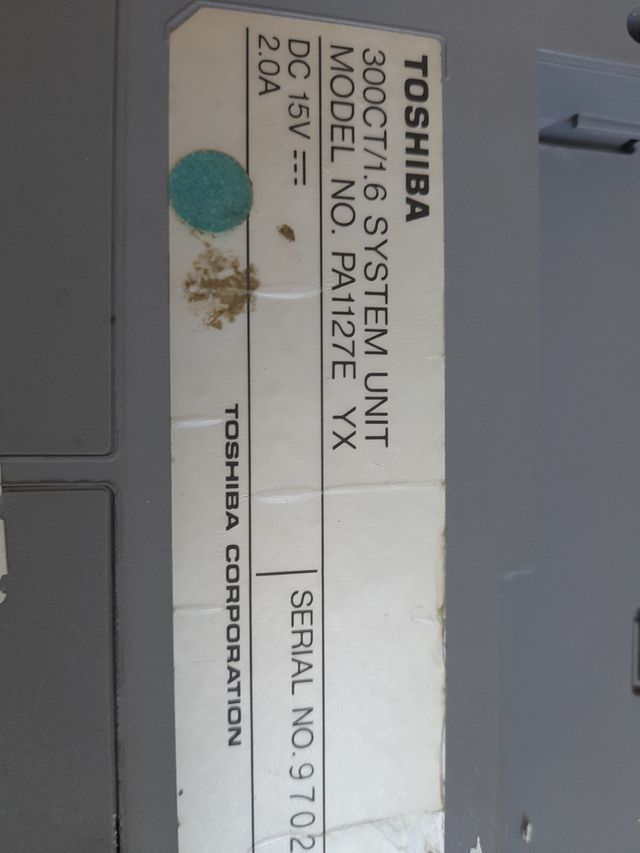 TOSHIBA
300CT/1.6 SYSTEM UNIT
MODEL NO. PA1127E YX
DC 15V ⎓
2.0A
SERIAL NO. 9702
TOSHIBA CORPORATION